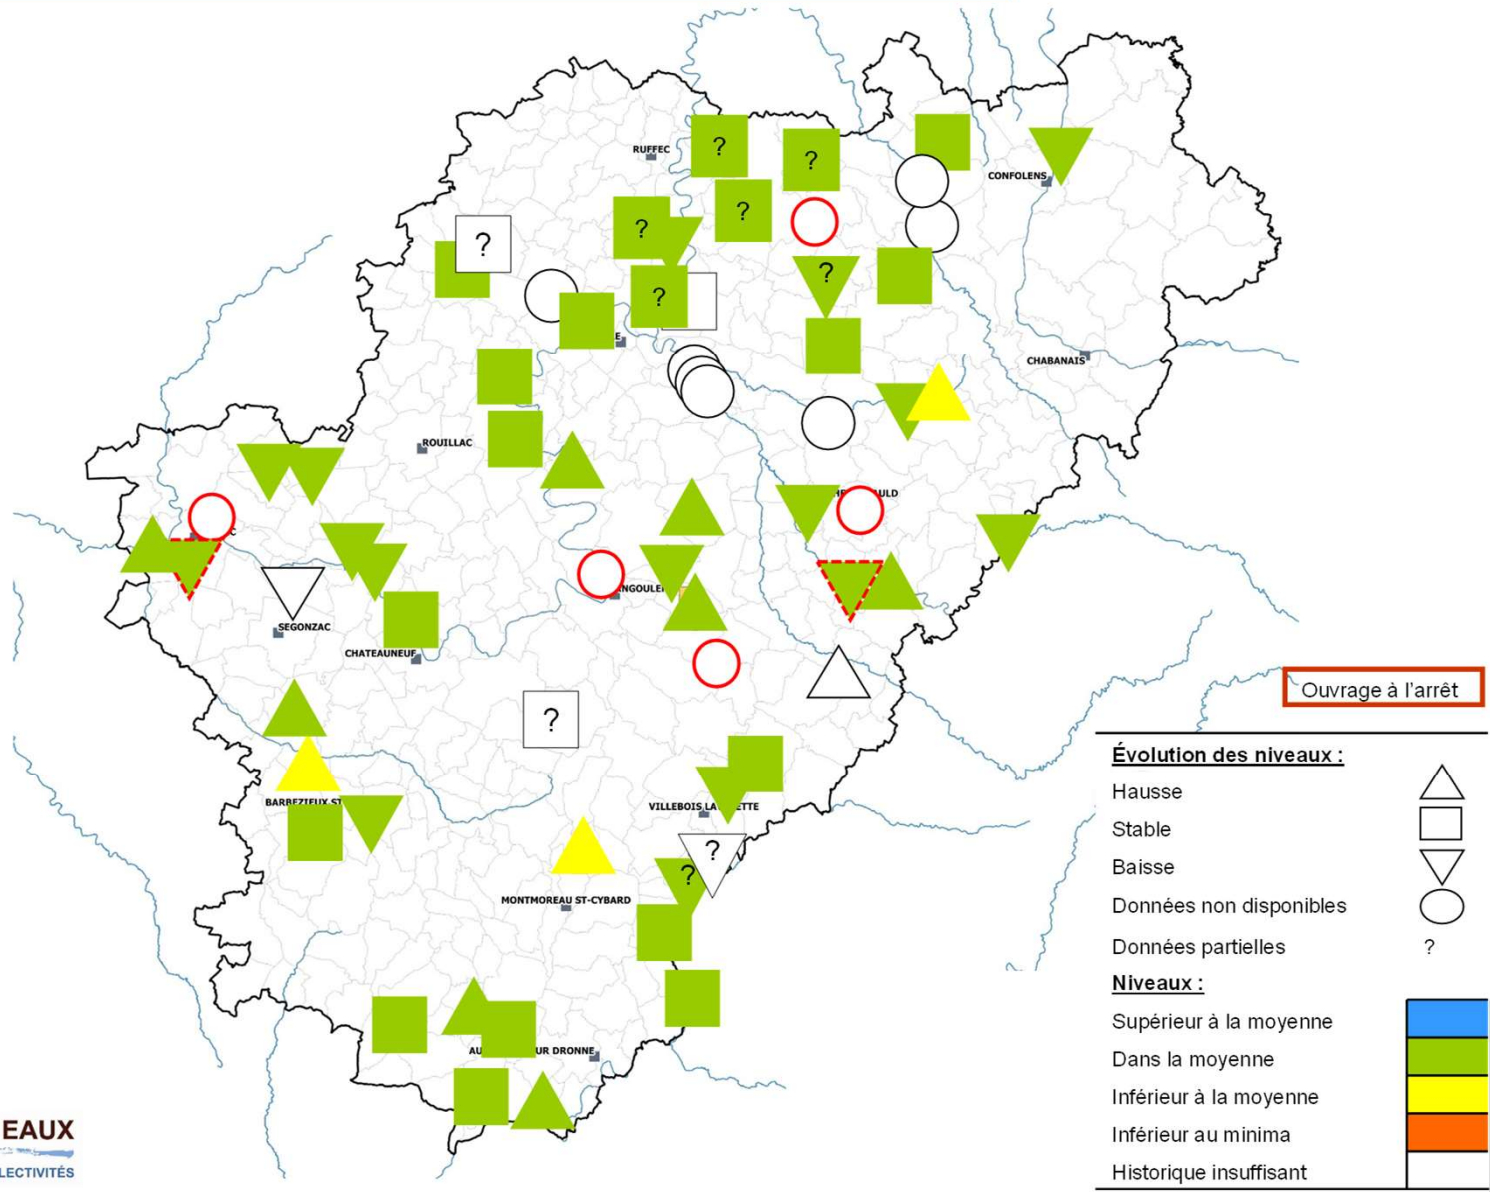 RUFFEC
CONFOLENS
?
?
?
?
?
?
?
CHABANAIS
ROUILLAC
SEGONZAC
CHATEAUNEUF
?
BARBEZIEUX ST
VILLEBOIS LA
ETTE
?
?
MONTMOREAU ST-CYBARD
AU
UR DRONNE
Ouvrage à l'arrêt
Évolution des niveaux :
Hausse
Stable
Baisse
Données non disponibles
Données partielles ?
Niveaux :
Supérieur à la moyenne
Dans la moyenne
Inférieur à la moyenne
Inférieur au minima
Historique insuffisant
EAUX
LECTIVITÉS